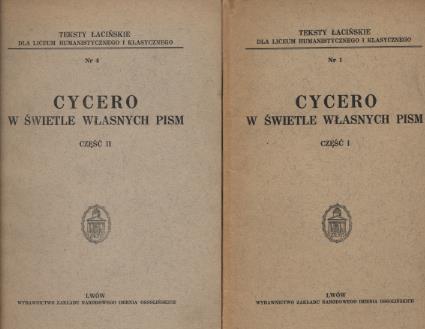 TEKSTY ŁACIŃSKIE
DLA LICEUM HUMANISTYCZNEGO I KLASYCZNEGO
Nr 4
CYCERO
W ŚWIETLE WŁASNYCH PISM
CZĘŚĆ II
LWÓW
WYDAWNICTWO ZAKŁADU NARODOWEGO IMIENIA OSSOLIŃSKICH
TEKSTY ŁACIŃSKIE
DLA LICEUM HUMANISTYCZNEGO I KLASYCZNEGO
Nr 1
CYCERO
W ŚWIETLE WŁASNYCH PISM
CZĘŚĆ I
LWÓW
WYDAWNICTWO ZAKŁADU NARODOWEGO IMIENIA OSSOLIŃSKICH